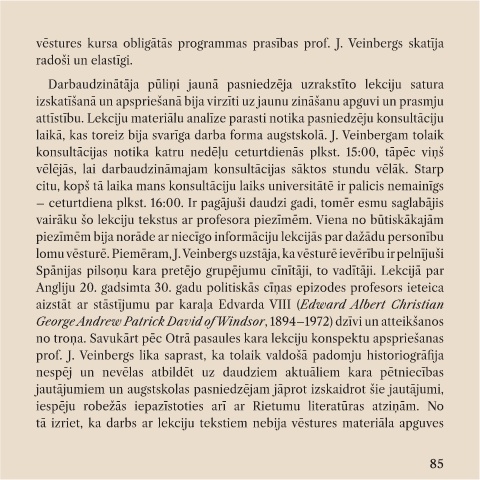 vēstures kursa obligātās programmas prasības prof. J. Veinbergs skatīja
radoši un elastīgi.
Darbaudzinātāja pūliņi jaunā pasniedzēja uzrakstīto lekciju satura
izskatīšanā un apspriešanā bija virzīti uz jaunu zināšanu apguvi un prasmju
attīstību. Lekciju materiālu analīze parasti notika pasniedzēju konsultāciju
laikā, kas toreiz bija svarīga darba forma augstskolā. J. Veinbergam tolaik
konsultācijas notika katru nedēļu ceturtdienās plkst. 15:00, tāpēc viņš
vēlējās, lai darbaudzināmajam konsultācijas sāktos stundu vēlāk. Starp
citu, kopš tā laika mans konsultāciju laiks universitātē ir palicis nemainīgs
– ceturtdiena plkst. 16:00. Ir pagājuši daudzi gadi, tomēr esmu saglabājis
vairāku šo lekciju tekstus ar profesora piezīmēm. Viena no būtiskākajām
piezīmēm bija norāde ar niecīgo informāciju lekcijās par dažādu personību
lomu vēsturē. Piemēram, J. Veinbergs uzstāja, ka vēsturē ievērību ir pelnījuši
Spānijas pilsoņu kara pretējo grupējumu cīnītāji, to vadītāji. Lekcijā par
Angliju 20. gadsimta 30. gadu politiskās cīņas epizodes profesors ieteica
aizstāt ar stāstījumu par karaļa Edvarda VIII (Edward Albert Christian
George Andrew Patrick David of Windsor, 1894–1972) dzīvi un atteikšanos
no troņa. Savukārt pēc Otrā pasaules kara lekciju konspektu apspriešanas
prof. J. Veinbergs lika saprast, ka tolaik valdošā padomju historiogrāfija
nespēj un nevēlas atbildēt uz daudziem aktuāliem kara pētniecības
jautājumiem un augstskolas pasniedzējam jāprot izskaidrot šie jautājumi,
iespēju robežās iepazīstoties arī ar Rietumu literatūras atziņām. No
tā izriet, ka darbs ar lekciju tekstiem nebija vēstures materiāla apguves
85